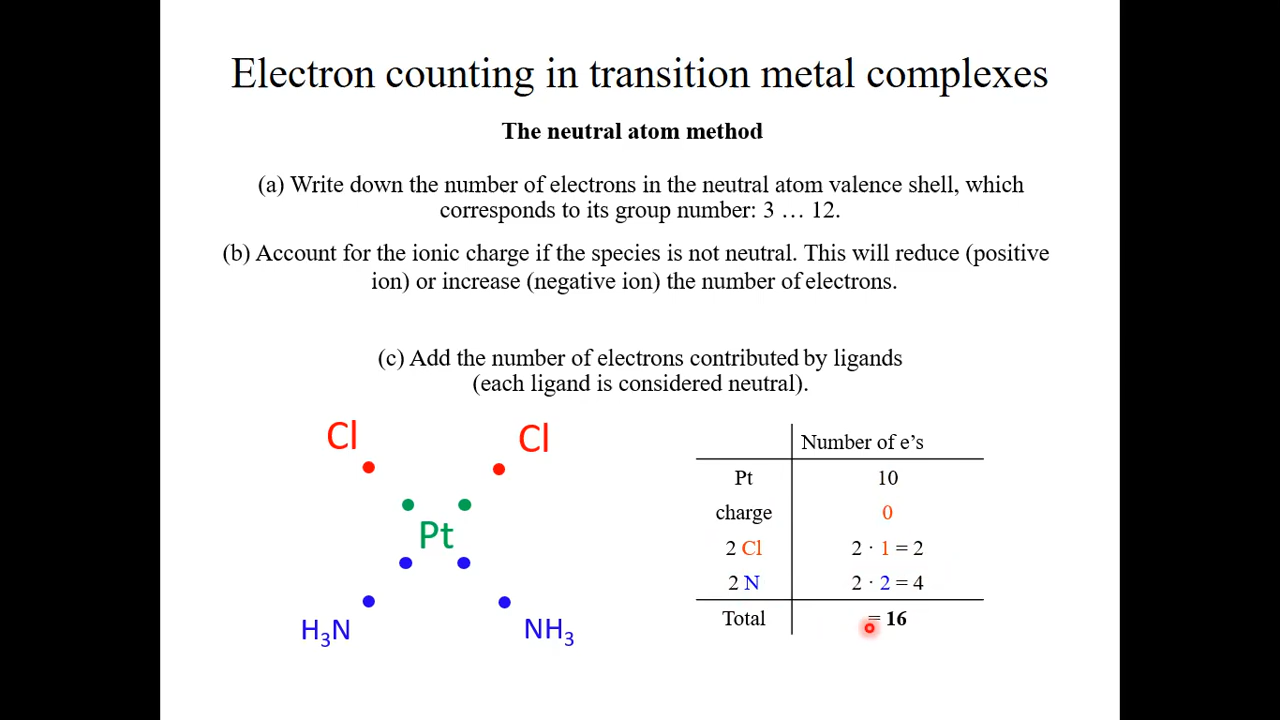 Electron counting in transition metal complexes
The neutral atom method
(a) Write down the number of electrons in the neutral atom valence shell, which
corresponds to its group number: 3 … 12.
(b) Account for the ionic charge if the species is not neutral. This will reduce (positive
ion) or increase (negative ion) the number of electrons.
(c) Add the number of electrons contributed by ligands
(each ligand is considered neutral).
Cl Cl
Pt
H₃N NH₃
Number of e’s
Pt 10
charge 0
2 Cl 2 · 1 = 2
2 N 2 · 2 = 4
Total = 16